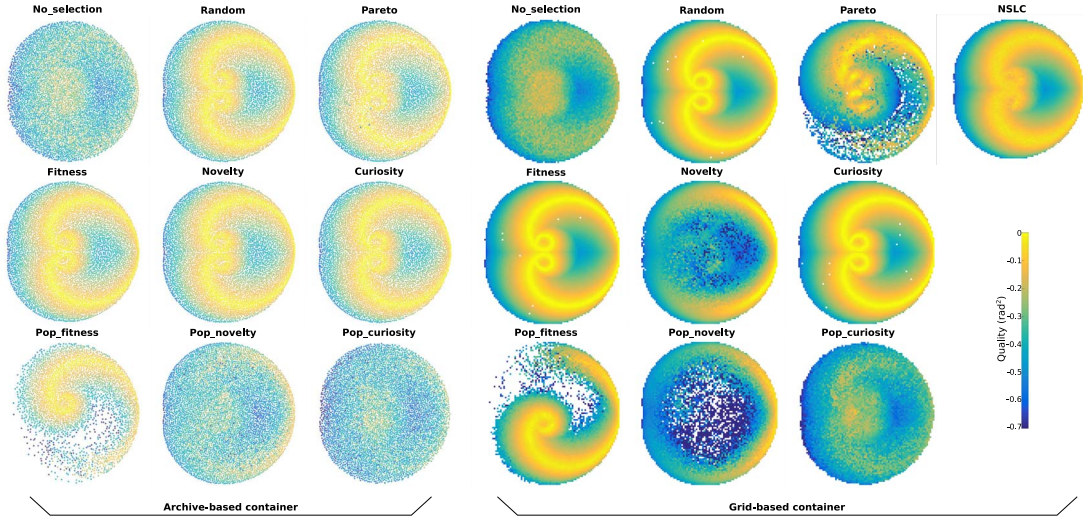 No_selection Random Pareto No_selection Random Pareto NSLC
Fitness Novelty Curiosity Fitness Novelty Curiosity
Pop_fitness Pop_novelty Pop_curiosity Pop_fitness Pop_novelty Pop_curiosity
Quality (rad²)
0
-0.1
-0.2
-0.3
-0.4
-0.5
-0.6
-0.7
Archive-based container Grid-based container